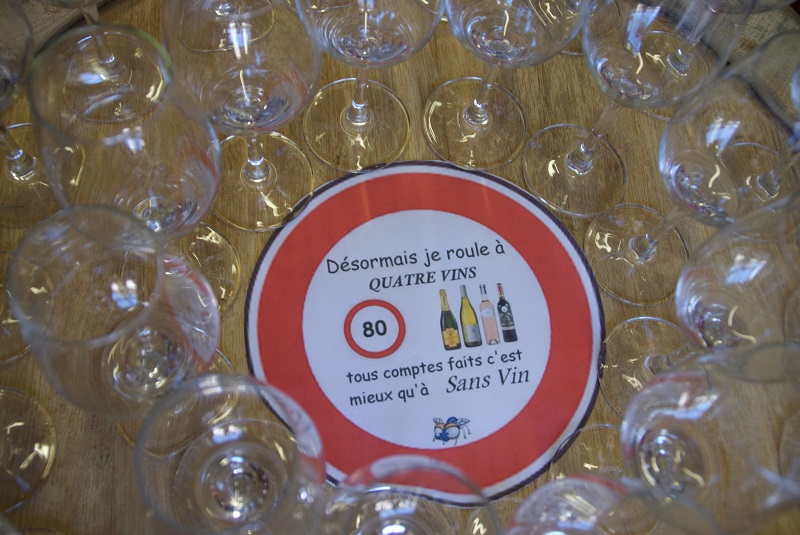 Désormais je roule à
QUATRE VINS
80
tous comptes faits c'est
mieux qu'à Sans Vin